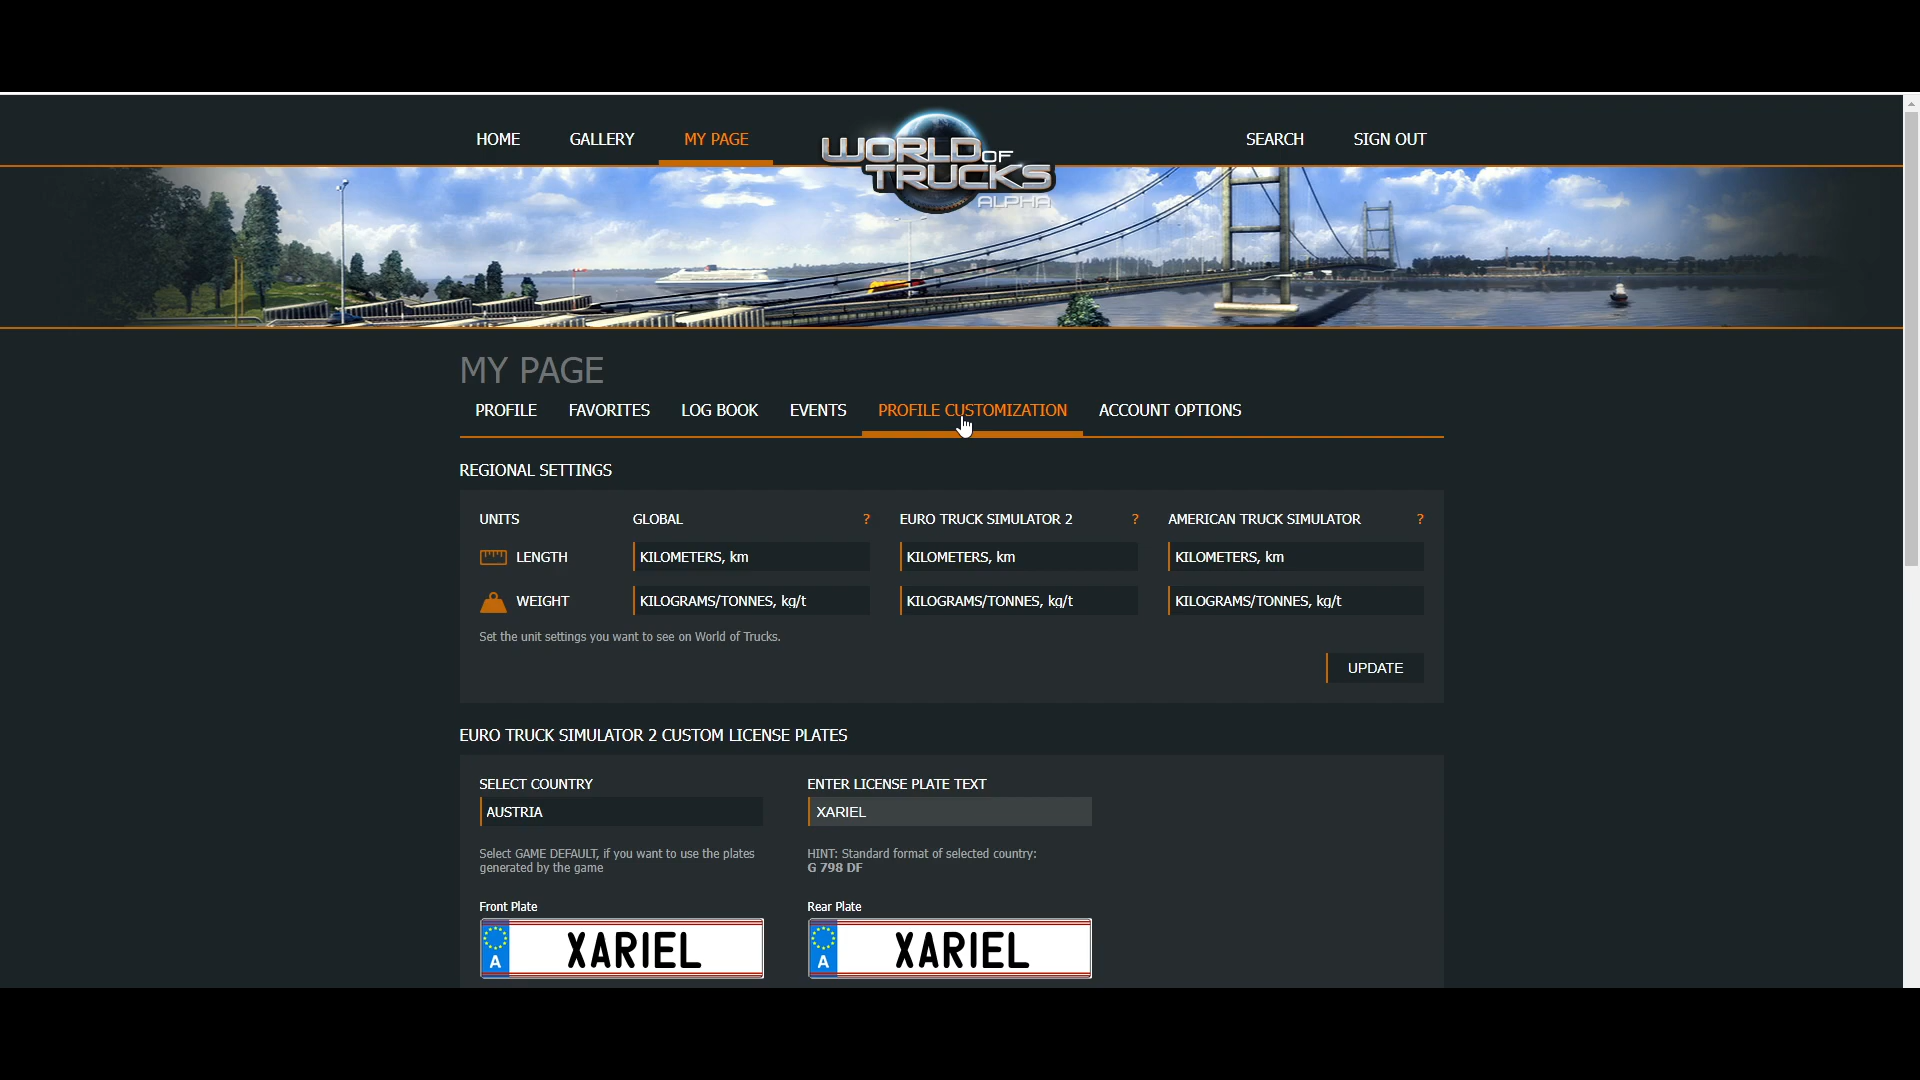 HOME GALLERY MY PAGE WORLD OF TRUCKS ALPHA SEARCH SIGN OUT
MY PAGE
PROFILE FAVORITES LOG BOOK EVENTS PROFILE CUSTOMIZATION ACCOUNT OPTIONS
REGIONAL SETTINGS
UNITS GLOBAL ? EURO TRUCK SIMULATOR 2 ? AMERICAN TRUCK SIMULATOR ?
LENGTH KILOMETERS, km KILOMETERS, km KILOMETERS, km
WEIGHT KILOGRAMS/TONNES, kg/t KILOGRAMS/TONNES, kg/t KILOGRAMS/TONNES, kg/t
Set the unit settings you want to see on World of Trucks.
UPDATE
EURO TRUCK SIMULATOR 2 CUSTOM LICENSE PLATES
SELECT COUNTRY ENTER LICENSE PLATE TEXT
AUSTRIA XARIEL
Select GAME DEFAULT, if you want to use the plates HINT: Standard format of selected country:
generated by the game G 798 DF
Front Plate Rear Plate
A XARIEL A XARIEL